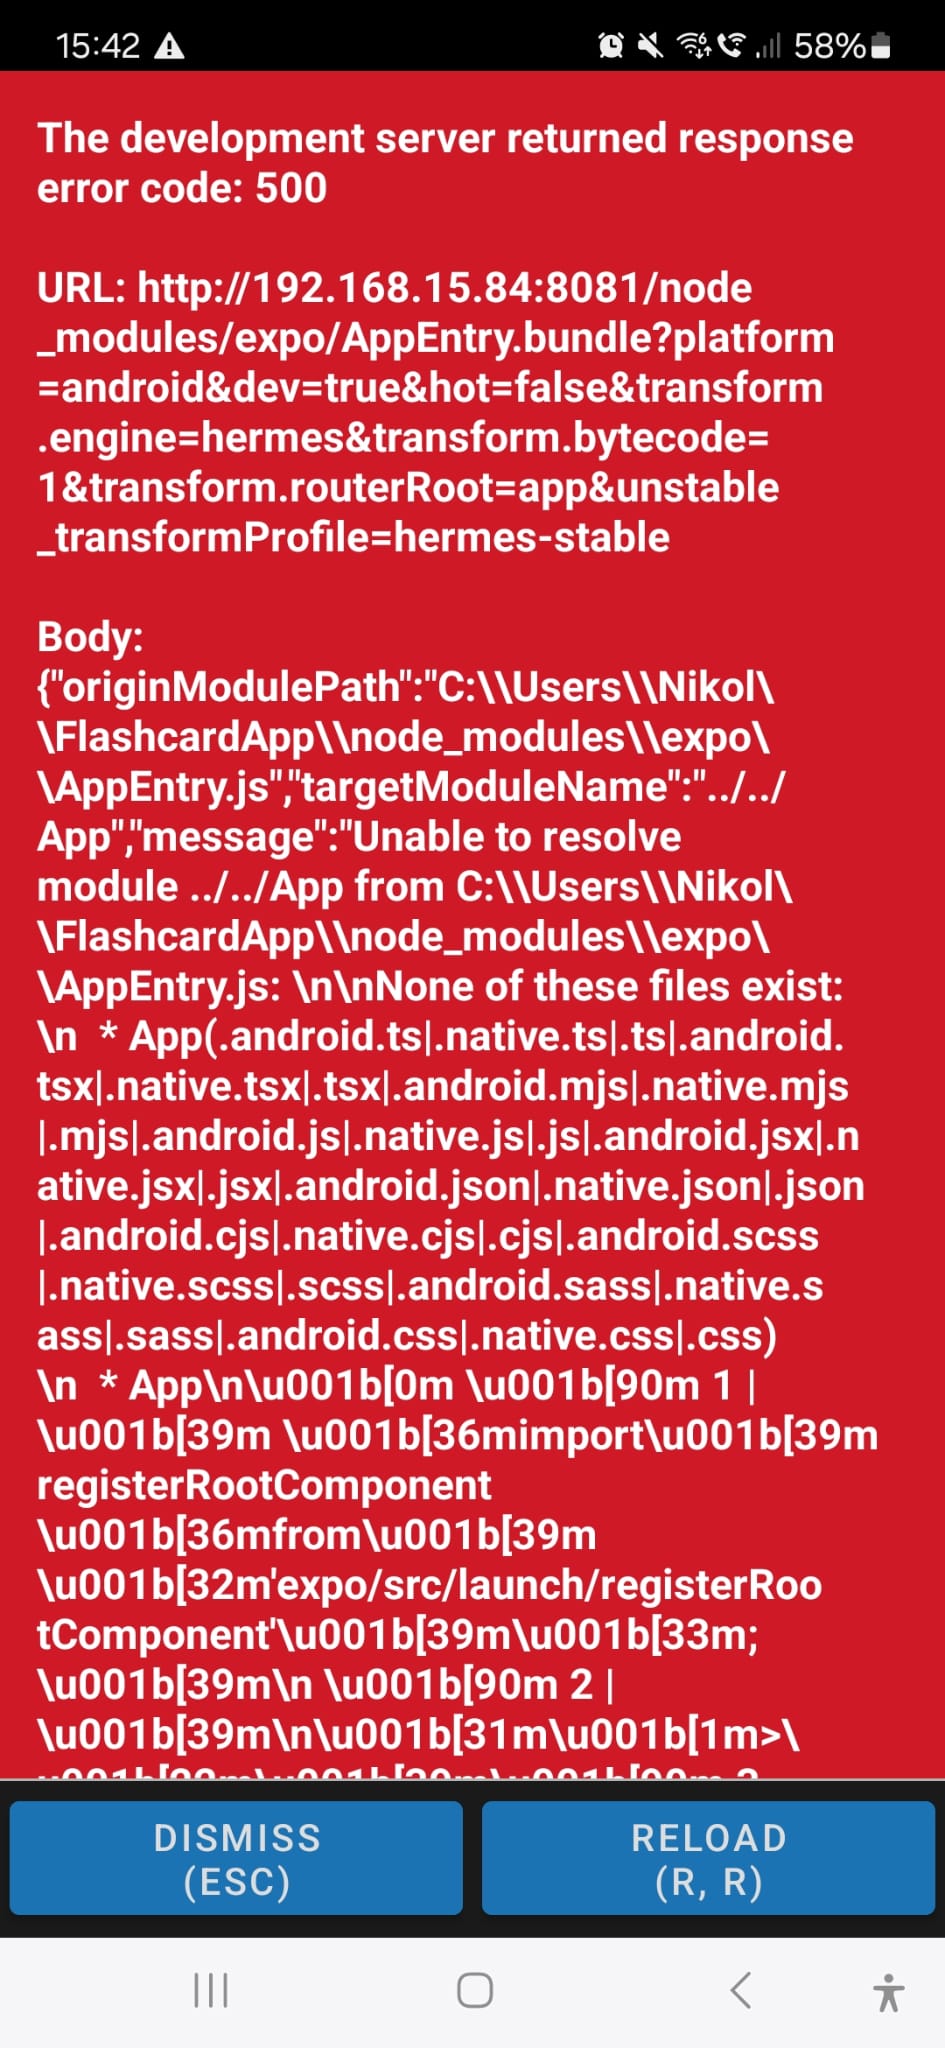 15:42
58%
The development server returned response
error code: 500
URL: http://192.168.15.84:8081/node
_modules/expo/AppEntry.bundle?platform
=android&dev=true&hot=false&transform
.engine=hermes&transform.bytecode=
1&transform.routerRoot=app&unstable
_transformProfile=hermes-stable
Body:
{"originModulePath":"C:\\Users\\Nikol\
\FlashcardApp\\node_modules\\expo\
\AppEntry.js","targetModuleName":"../../
App","message":"Unable to resolve
module ../../App from C:\\Users\\Nikol\
\FlashcardApp\\node_modules\\expo\
\AppEntry.js: \n\nNone of these files exist:
\n  * App(.android.ts|.native.ts|.ts|.android.
tsx|.native.tsx|.tsx|.android.mjs|.native.mjs
|.mjs|.android.js|.native.js|.js|.android.jsx|.n
ative.jsx|.jsx|.android.json|.native.json|.json
|.android.cjs|.native.cjs|.cjs|.android.scss
|.native.scss|.scss|.android.sass|.native.s
ass|.sass|.android.css|.native.css|.css)
\n  * App\n\u001b[0m \u001b[90m 1 |
\u001b[39m \u001b[36mimport\u001b[39m
registerRootComponent
\u001b[36mfrom\u001b[39m
\u001b[32m'expo/src/launch/registerRoo
tComponent'\u001b[39m\u001b[33m;
\u001b[39m\n \u001b[90m 2 |
\u001b[39m\n\u001b[31m\u001b[1m>\
DISMISS
(ESC)
RELOAD
(R, R)